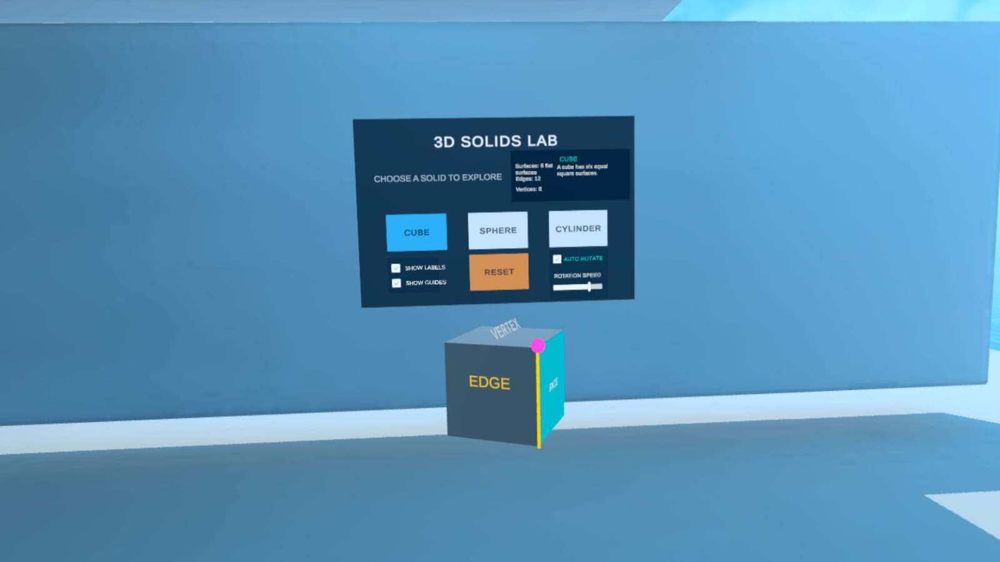 3D SOLIDS LAB
CHOOSE A SOLID TO EXPLORE
CUBE
Surfaces: 6 flat
surfaces
Edges: 12
Vertices: 8
A cube has six equal
square surfaces.
CUBE
SPHERE
CYLINDER
SHOW LABELS
SHOW GUIDES
RESET
AUTO ROTATE
ROTATION SPEED
VERTEX
EDGE
FACE